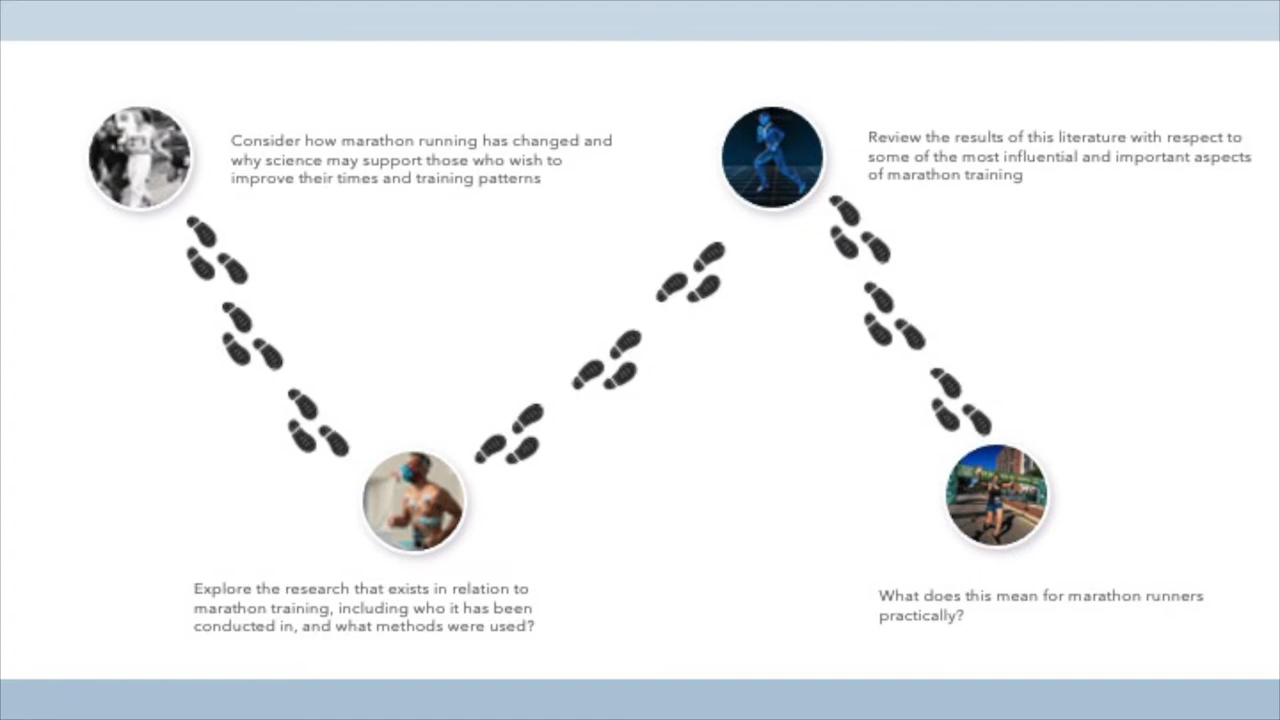 Consider how marathon running has changed and
why science may support those who wish to
improve their times and training patterns
Review the results of this literature with respect to
some of the most influential and important aspects
of marathon training
Explore the research that exists in relation to
marathon training, including who it has been
conducted in, and what methods were used?
What does this mean for marathon runners
practically?